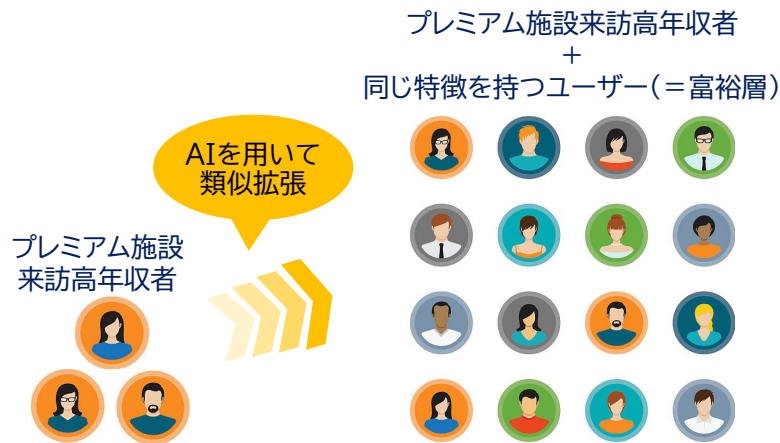 プレミアム施設来訪高年収者
+
同じ特徴を持つユーザー(=富裕層)
AIを用いて
類似拡張
プレミアム施設
来訪高年収者